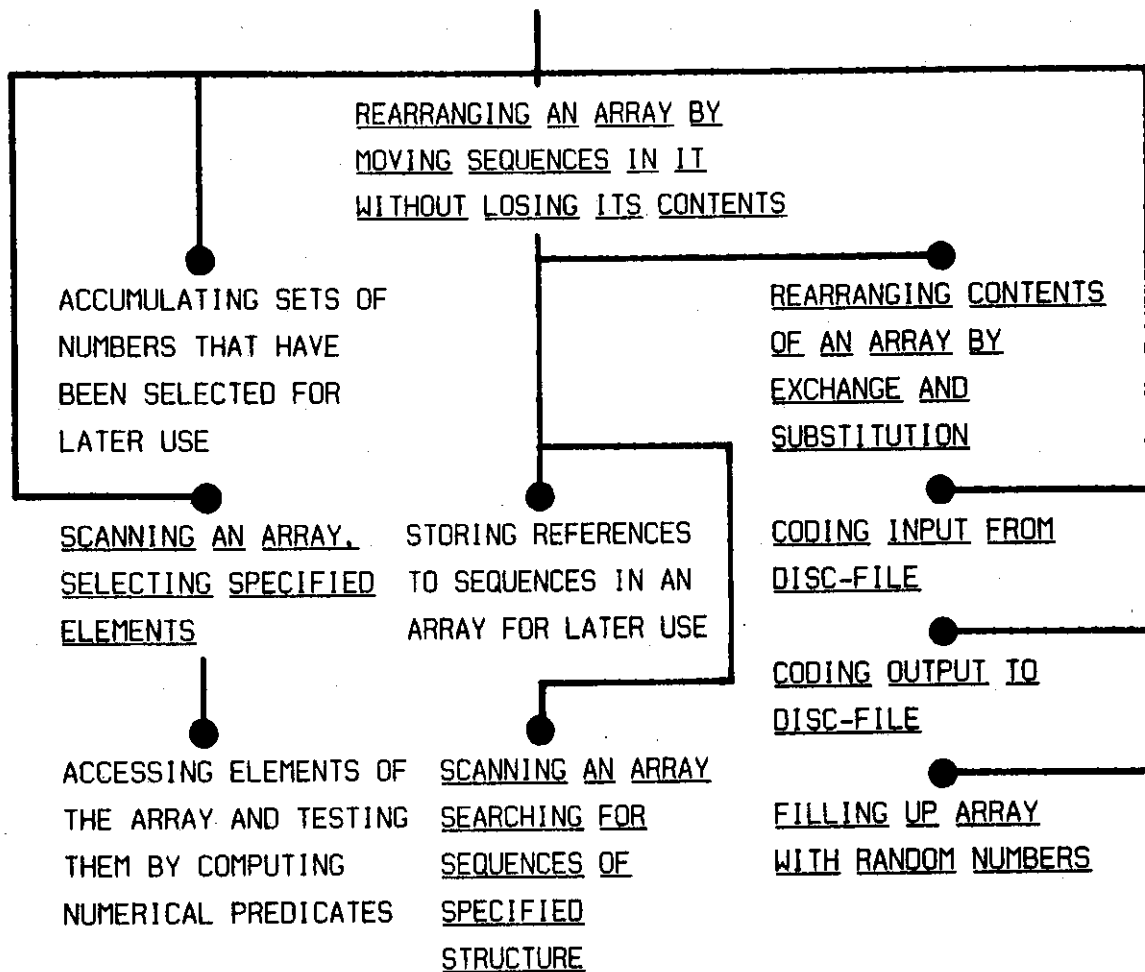 REARRANGING AN ARRAY BY
MOVING SEQUENCES IN IT
WITHOUT LOSING ITS CONTENTS
ACCUMULATING SETS OF
NUMBERS THAT HAVE
BEEN SELECTED FOR
LATER USE
REARRANGING CONTENTS
OF AN ARRAY BY
EXCHANGE AND
SUBSTITUTION
SCANNING AN ARRAY,
SELECTING SPECIFIED
ELEMENTS
STORING REFERENCES
TO SEQUENCES IN AN
ARRAY FOR LATER USE
CODING INPUT FROM
DISC-FILE
CODING OUTPUT TO
DISC-FILE
ACCESSING ELEMENTS OF
THE ARRAY AND TESTING
THEM BY COMPUTING
NUMERICAL PREDICATES
SCANNING AN ARRAY
SEARCHING FOR
SEQUENCES OF
SPECIFIED
STRUCTURE
FILLING UP ARRAY
WITH RANDOM NUMBERS